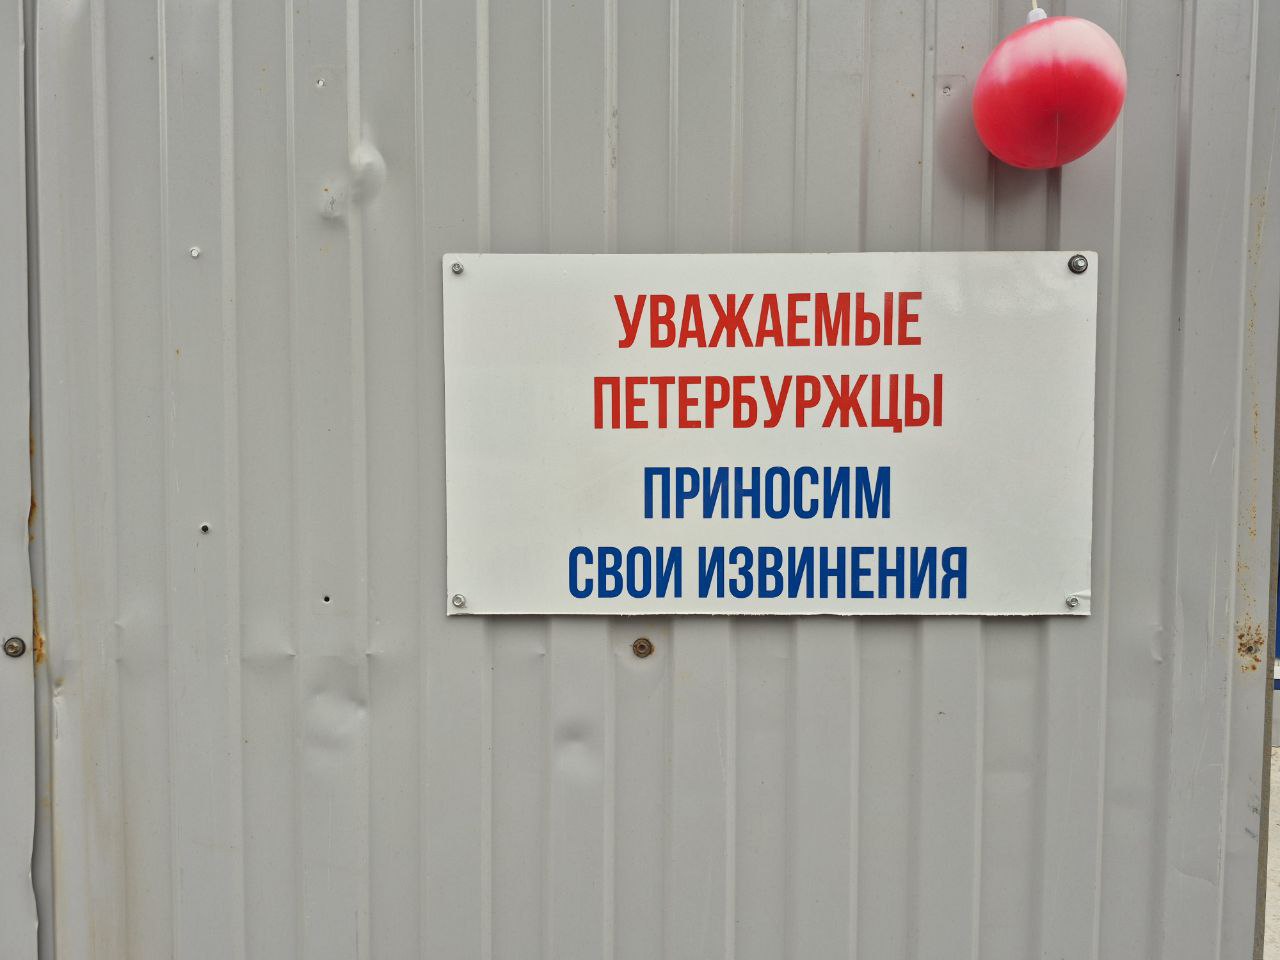 УВАЖАЕМЫЕ
ПЕТЕРБУРЖЦЫ
ПРИНОСИМ
СВОИ ИЗВИНЕНИЯ